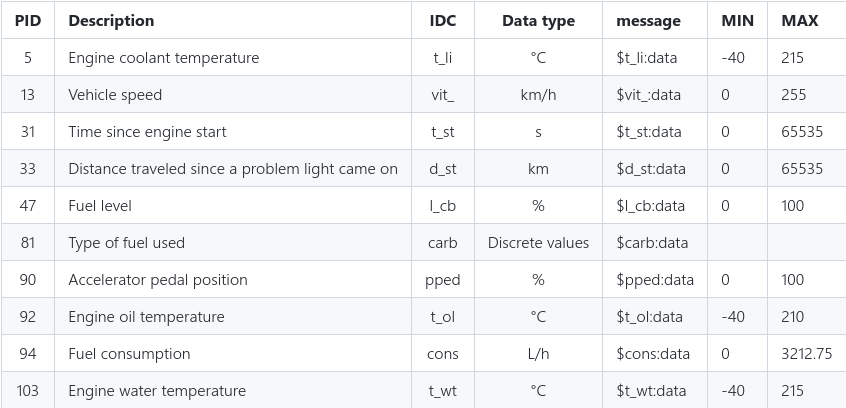 PID Description IDC Data type message MIN MAX
5 Engine coolant temperature t_li °C $t_li:data -40 215
13 Vehicle speed vit_ km/h $vit_:data 0 255
31 Time since engine start t_st s $t_st:data 0 65535
33 Distance traveled since a problem light came on d_st km $d_st:data 0 65535
47 Fuel level l_cb % $l_cb:data 0 100
81 Type of fuel used carb Discrete values $carb:data
90 Accelerator pedal position pped % $pped:data 0 100
92 Engine oil temperature t_ol °C $t_ol:data -40 210
94 Fuel consumption cons L/h $cons:data 0 3212.75
103 Engine water temperature t_wt °C $t_wt:data -40 215